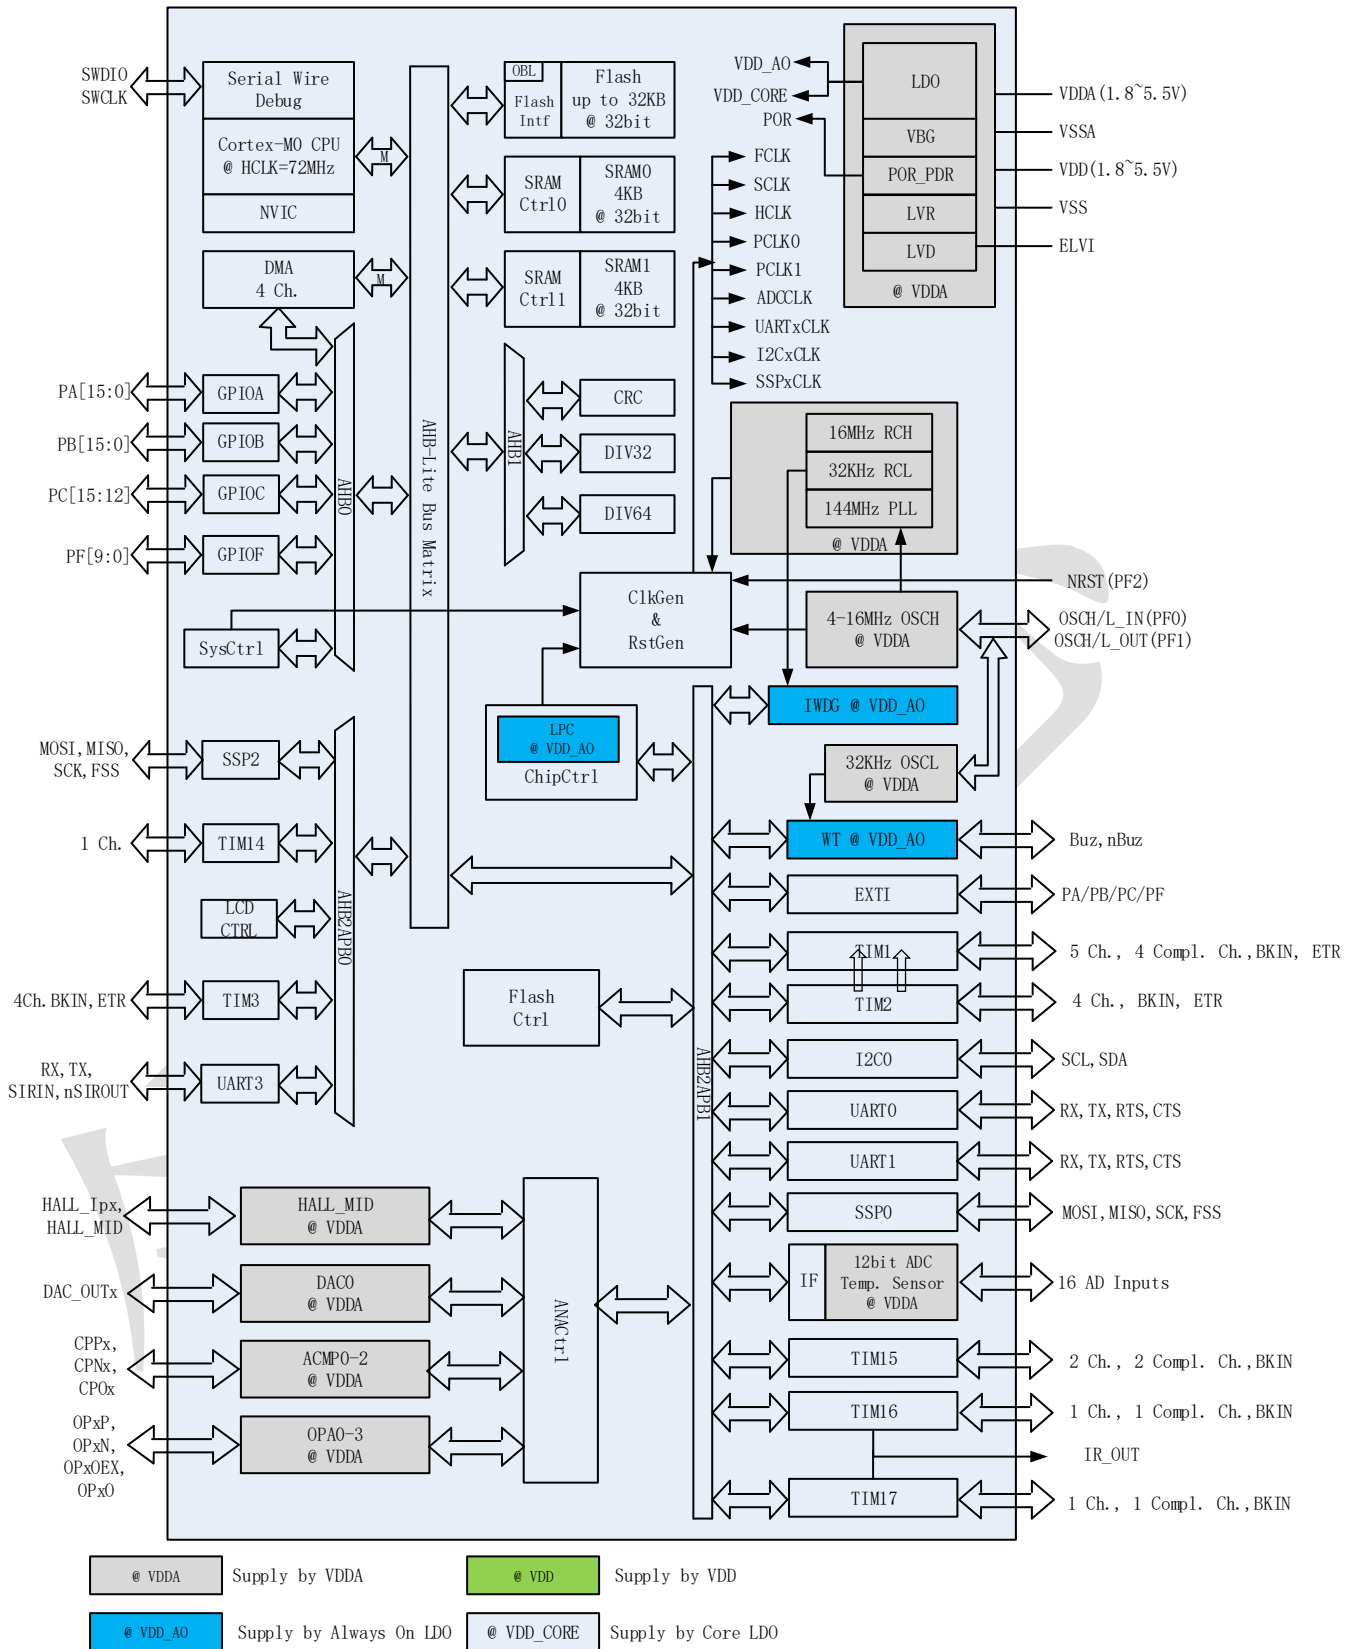 SWDIO
SWCLK
Serial Wire
Debug
Cortex-M0 CPU
@ HCLK=72MHz
NVIC
M
DMA
4 Ch.
M
OBL
Flash
Intf
Flash
up to 32KB
@ 32bit
SRAM
Ctrl0
SRAM0
4KB
@ 32bit
SRAM
Ctrl1
SRAM1
4KB
@ 32bit
VDD_AO
VDD_CORE
POR
LDO
VBG
POR_PDR
LVR
LVD
@ VDDA
VDDA(1.8~5.5V)
VSSA
VDD(1.8~5.5V)
VSS
ELVI
FCLK
SCLK
HCLK
PCLK0
PCLK1
ADCCLK
UARTxCLK
I2CxCLK
SSPxCLK
PA[15:0]
GPIOA
PB[15:0]
GPIOB
PC[15:12]
GPIOC
PF[9:0]
GPIOF
AHB0
SysCtrl
AHB-Lite Bus Matrix
AHB1
CRC
DIV32
DIV64
16MHz RCH
32KHz RCL
144MHz PLL
@ VDDA
ClkGen
&
RstGen
4-16MHz OSCH
@ VDDA
NRST(PF2)
OSCH/L_IN(PF0)
OSCH/L_OUT(PF1)
LPC
@ VDD_AO
ChipCtrl
IWDG @ VDD_AO
32KHz OSCL
@ VDDA
WT @ VDD_AO
Buz,nBuz
MOSI,MISO,
SCK,FSS
SSP2
1 Ch.
TIM14
LCD
CTRL
4Ch.BKIN,ETR
TIM3
RX,TX,
SIRIN,nSIROUT
UART3
AHB2APB0
Flash
Ctrl
AHB2APB1
EXTI
PA/PB/PC/PF
TIM1
5 Ch., 4 Compl. Ch.,BKIN, ETR
TIM2
4 Ch., BKIN, ETR
I2C0
SCL,SDA
UART0
RX,TX,RTS,CTS
UART1
RX,TX,RTS,CTS
SSP0
MOSI,MISO,SCK,FSS
IF
12bit ADC
Temp. Sensor
@ VDDA
16 AD Inputs
TIM15
2 Ch., 2 Compl. Ch.,BKIN
TIM16
1 Ch., 1 Compl. Ch.,BKIN
IR_OUT
TIM17
1 Ch., 1 Compl. Ch.,BKIN
HALL_Ipx,
HALL_MID
HALL_MID
@ VDDA
DAC_OUTx
DAC0
@ VDDA
CPPx,
CPNx,
CPOx
ACMP0-2
@ VDDA
OPxP,
OPxN,
OPxOEX,
OPxO
OPA0-3
@ VDDA
ANACtrl
@ VDDA
Supply by VDDA
@ VDD
Supply by VDD
@ VDD_AO
Supply by Always On LDO
@ VDD_CORE
Supply by Core LDO